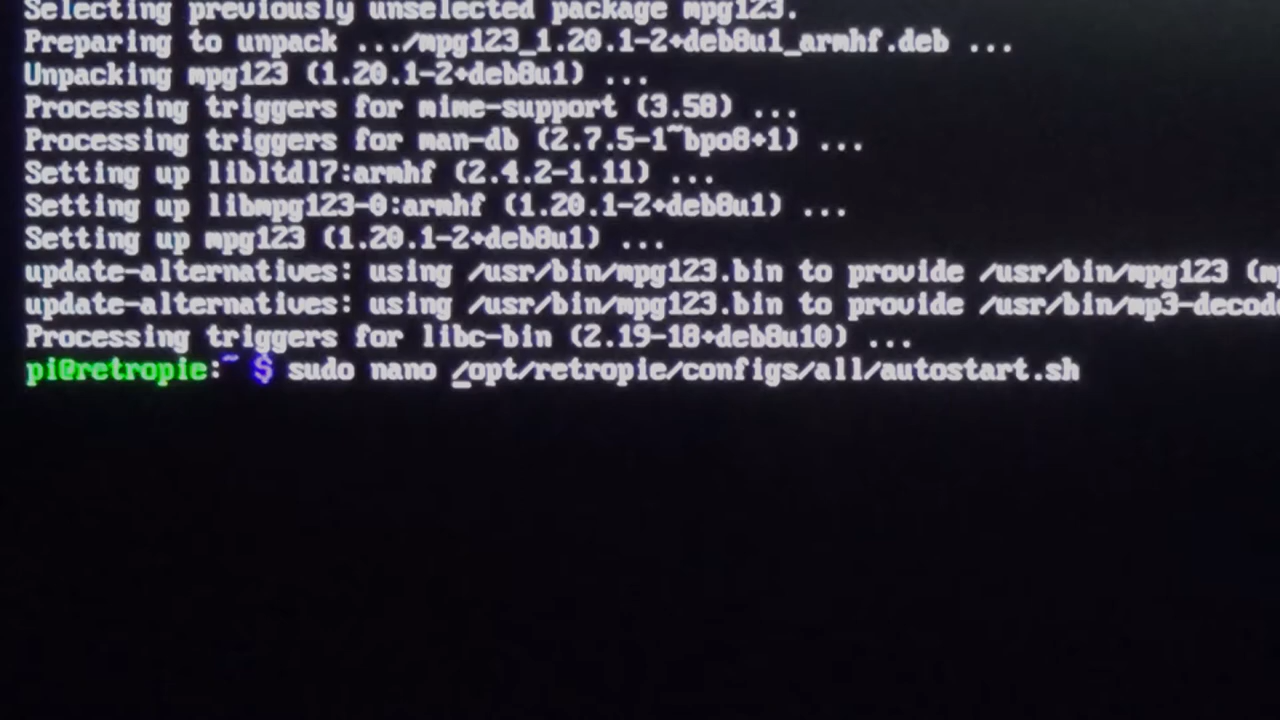 Selecting previously unselected package mpg123.
Preparing to unpack .../mpg123_1.20.1-2+deb8u1_armhf.deb ...
Unpacking mpg123 (1.20.1-2+deb8u1) ...
Processing triggers for mime-support (3.58) ...
Processing triggers for man-db (2.7.5-1~bpo8+1) ...
Setting up libltdl7:armhf (2.4.2-1.11) ...
Setting up libmpg123-0:armhf (1.20.1-2+deb8u1) ...
Setting up mpg123 (1.20.1-2+deb8u1) ...
update-alternatives: using /usr/bin/mpg123.bin to provide /usr/bin/mpg123 (mp
update-alternatives: using /usr/bin/mpg123.bin to provide /usr/bin/mp3-decod
Processing triggers for libc-bin (2.19-18+deb8u10) ...
pi@retropie:~ $ sudo nano /opt/retropie/configs/all/autostart.sh